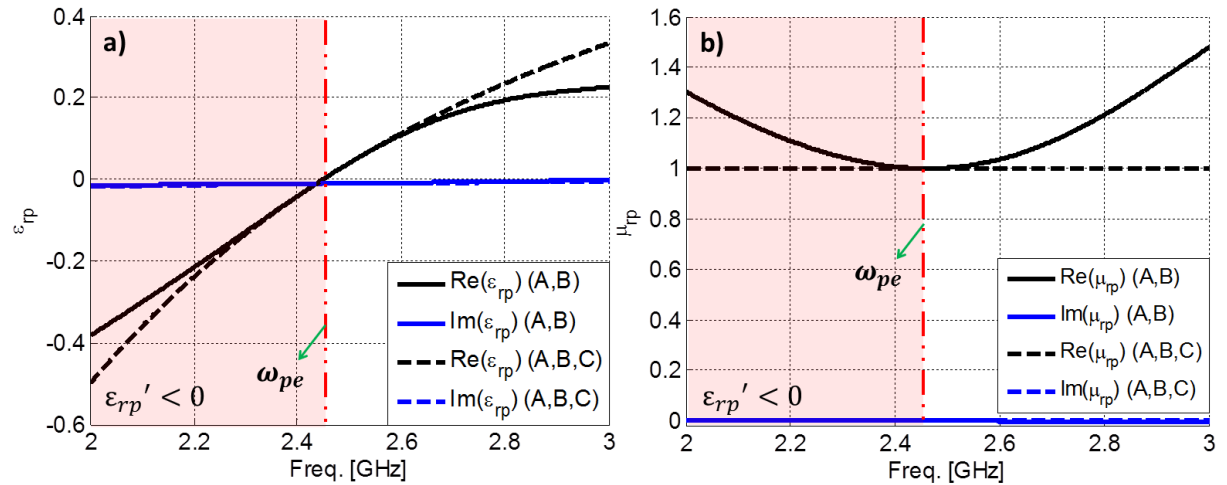 a)
0.4
0.2
0
-0.2
-0.4
-0.6
ε_rp
2
2.2
2.4
2.6
2.8
3
Freq. [GHz]
ω_pe
ε_rp′ < 0
Re(ε_rp) (A,B)
Im(ε_rp) (A,B)
Re(ε_rp) (A,B,C)
Im(ε_rp) (A,B,C)
b)
1.6
1.4
1.2
1
0.8
0.6
0.4
0.2
0
μ_rp
2
2.2
2.4
2.6
2.8
3
Freq. [GHz]
ω_pe
ε_rp′ < 0
Re(μ_rp) (A,B)
Im(μ_rp) (A,B)
Re(μ_rp) (A,B,C)
Im(μ_rp) (A,B,C)